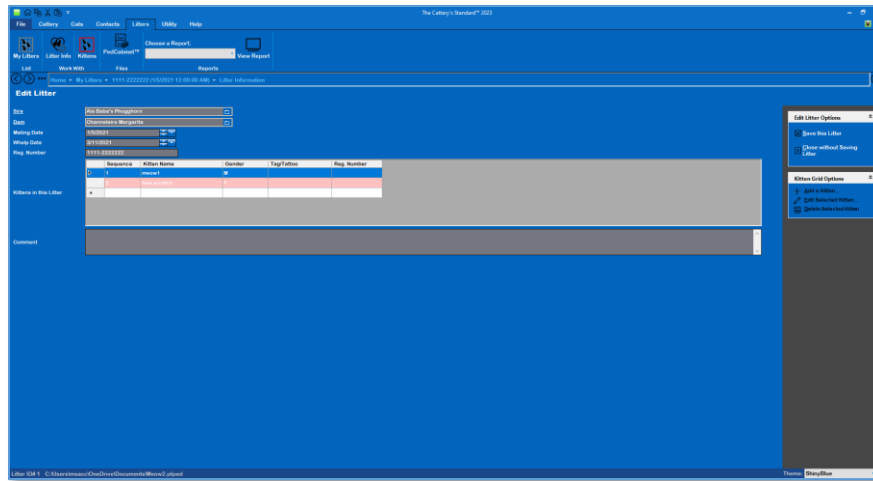 The Cattery's Standard™ 2023
File Cattery Cats Contacts Litters Utility Help
My Litters Litter Info Kittens PedCabinet™ Choose a Report: View Report
List Work With Files Reports
Home My Litters 1111-2222222 (1/5/2021 12:00:00 AM) Litter Information
Edit Litter
Sire Ala Baba's Phogghorn
Dam Channelaire Margarita
Mating Date 1/5/2021
Whelp Date 3/11/2021
Reg. Number 1111-2222222
Sequence Kitten Name Gender Tag/Tattoo Reg. Number
1 meow1 M
2 F
Kittens in this Litter
Comment
Edit Litter Options
Save this Litter
Close without Saving
Litter
Kitten Grid Options
Add a Kitten...
Edit Selected Kitten...
Delete Selected Kitten
Litter ID# 1 C:\Users\msacc\OneDrive\Documents\Meow2.ptped
Theme: ShinyBlue